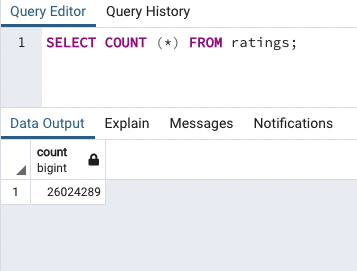 Query Editor Query History
1 SELECT COUNT (*) FROM ratings;
Data Output Explain Messages Notifications
count
bigint
1 26024289